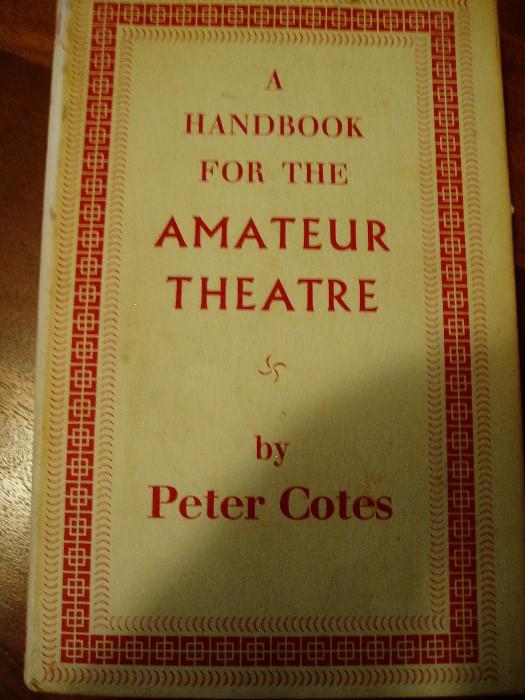 A
HANDBOOK
FOR THE
AMATEUR
THEATRE
by
Peter Cotes